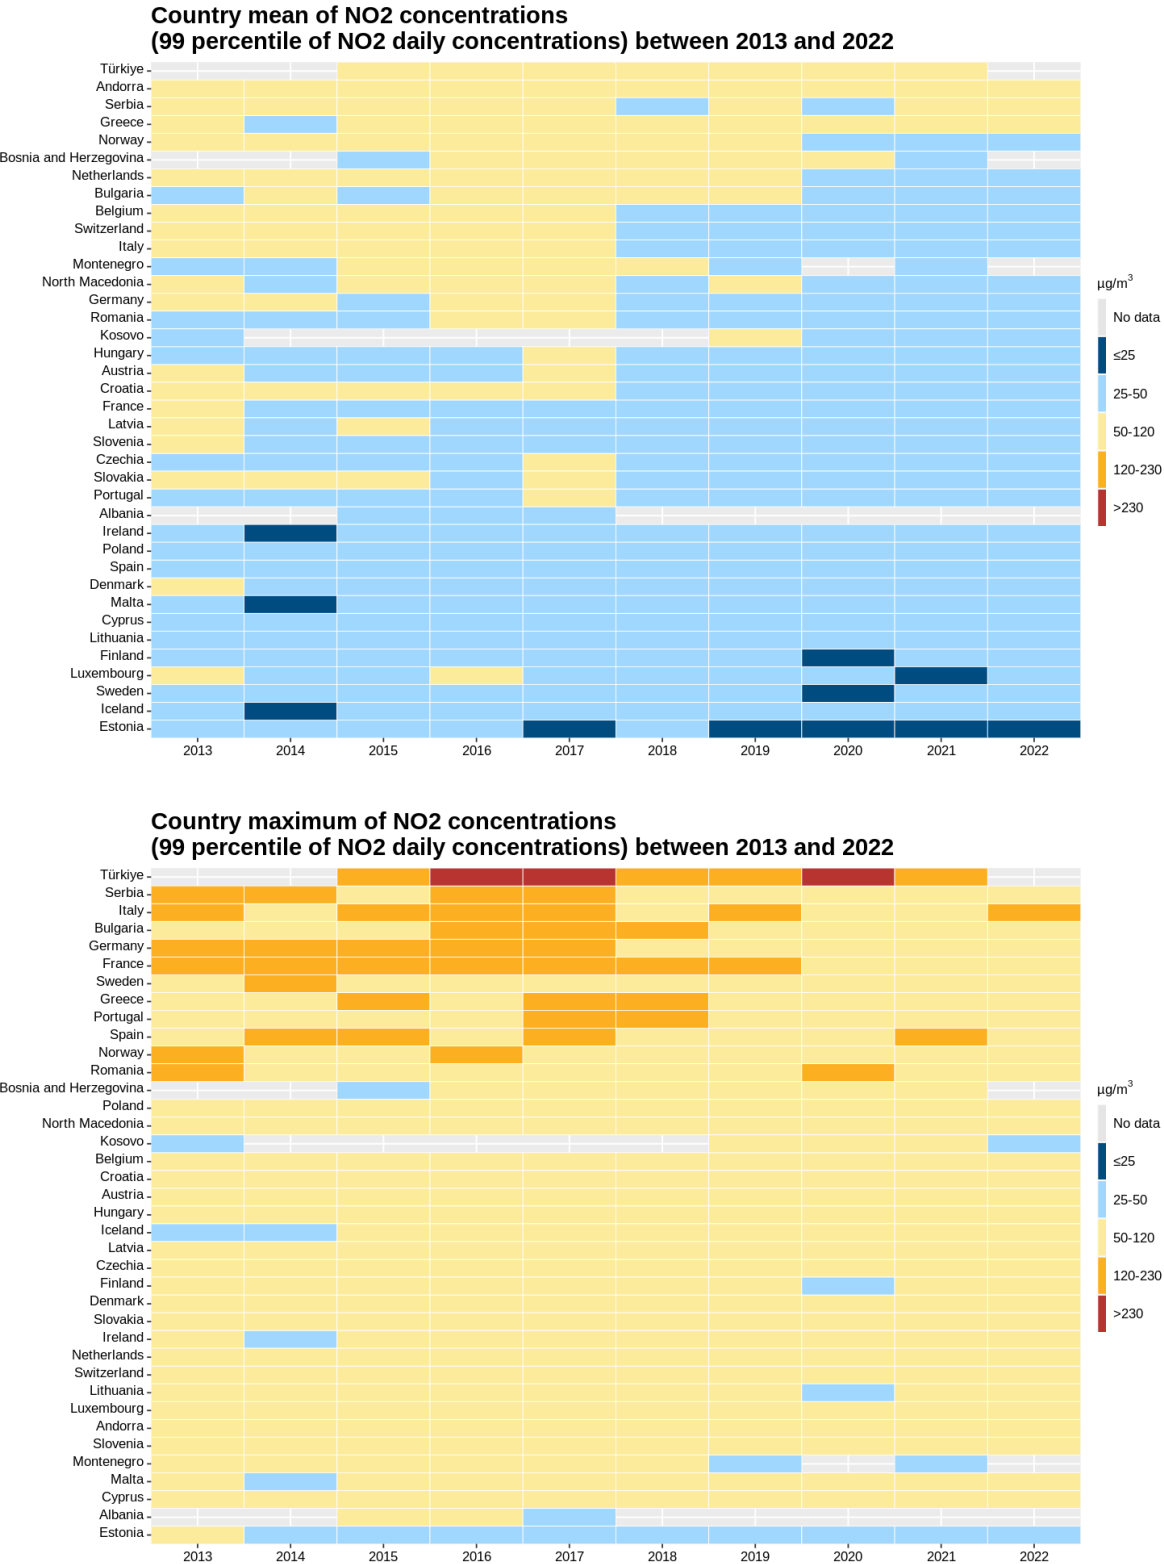 Country mean of NO2 concentrations
(99 percentile of NO2 daily concentrations) between 2013 and 2022
Türkiye
Andorra
Serbia
Greece
Norway
Bosnia and Herzegovina
Netherlands
Bulgaria
Belgium
Switzerland
Italy
Montenegro
North Macedonia
Germany
Romania
Kosovo
Hungary
Austria
Croatia
France
Latvia
Slovenia
Czechia
Slovakia
Portugal
Albania
Ireland
Poland
Spain
Denmark
Malta
Cyprus
Lithuania
Finland
Luxembourg
Sweden
Iceland
Estonia
2013 2014 2015 2016 2017 2018 2019 2020 2021 2022
µg/m³
No data
≤25
25-50
50-120
120-230
>230
Country maximum of NO2 concentrations
(99 percentile of NO2 daily concentrations) between 2013 and 2022
Türkiye
Serbia
Italy
Bulgaria
Germany
France
Sweden
Greece
Portugal
Spain
Norway
Romania
Bosnia and Herzegovina
Poland
North Macedonia
Kosovo
Belgium
Croatia
Austria
Hungary
Iceland
Latvia
Czechia
Finland
Denmark
Slovakia
Ireland
Netherlands
Switzerland
Lithuania
Luxembourg
Andorra
Slovenia
Montenegro
Malta
Cyprus
Albania
Estonia
2013 2014 2015 2016 2017 2018 2019 2020 2021 2022
µg/m³
No data
≤25
25-50
50-120
120-230
>230